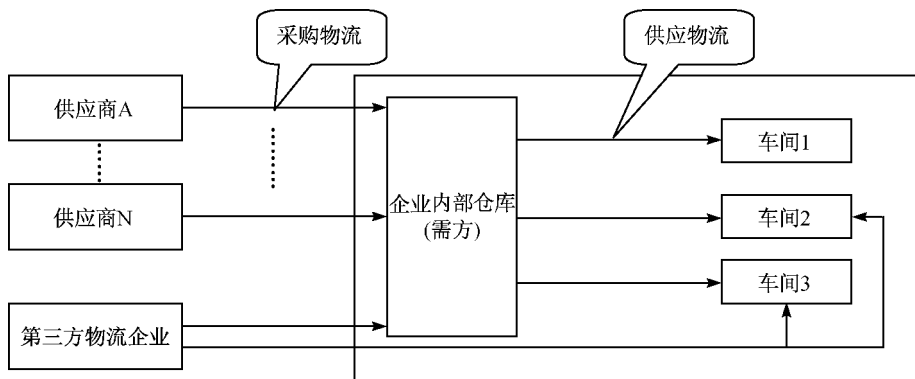 采购物流
供应物流
供应商A
车间1
供应商N
企业内部仓库
(需方)
车间2
车间3
第三方物流企业